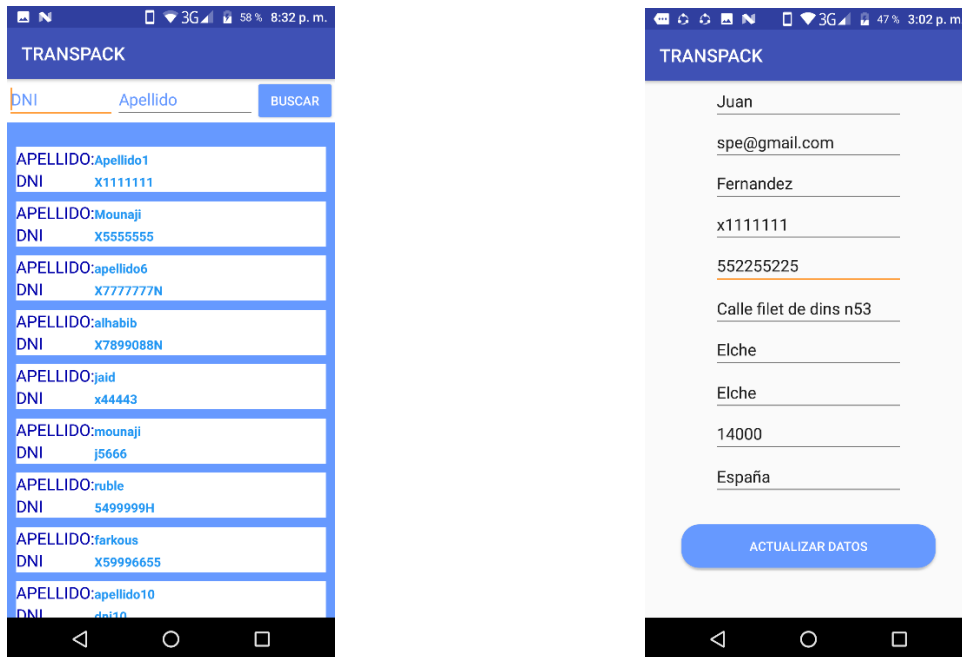 3G 58 % 8:32 p. m.
TRANSPACK
DNI Apellido BUSCAR
APELLIDO:Apellido1
DNI X1111111
APELLIDO:Mounaji
DNI X5555555
APELLIDO:apellido6
DNI X7777777N
APELLIDO:alhabib
DNI X7899088N
APELLIDO:jaid
DNI x44443
APELLIDO:mounaji
DNI j5666
APELLIDO:ruble
DNI 5499999H
APELLIDO:farkous
DNI X59996655
APELLIDO:apellido10
DNI dni10
3G 47 % 3:02 p. m.
TRANSPACK
Juan
spe@gmail.com
Fernandez
x1111111
552255225
Calle filet de dins n53
Elche
Elche
14000
España
ACTUALIZAR DATOS